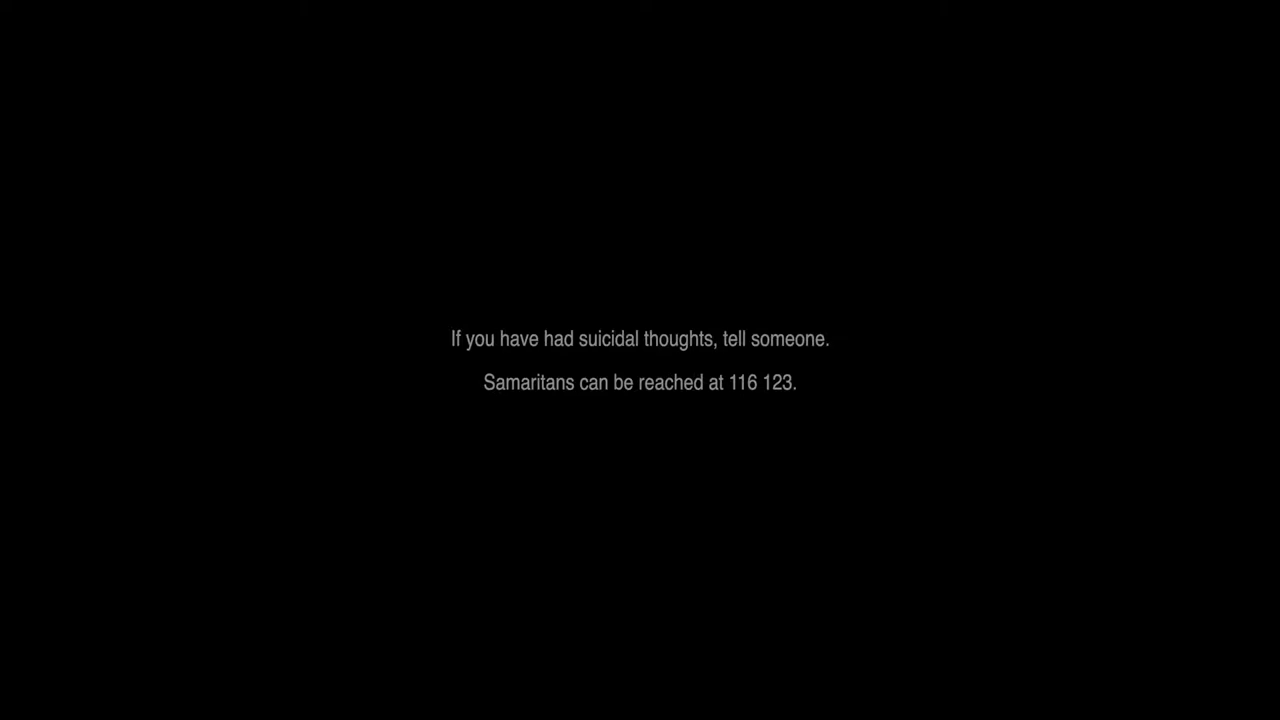 If you have had suicidal thoughts, tell someone.
Samaritans can be reached at 116 123.